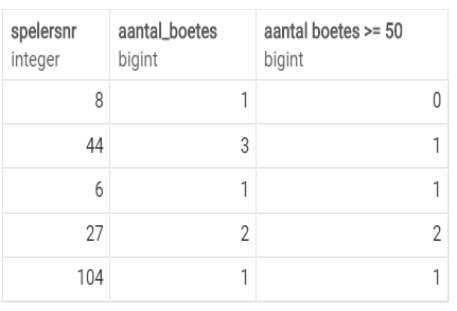 spelersnr aantal_boetes aantal boetes >= 50
integer bigint bigint
8 1 0
44 3 1
6 1 1
27 2 2
104 1 1